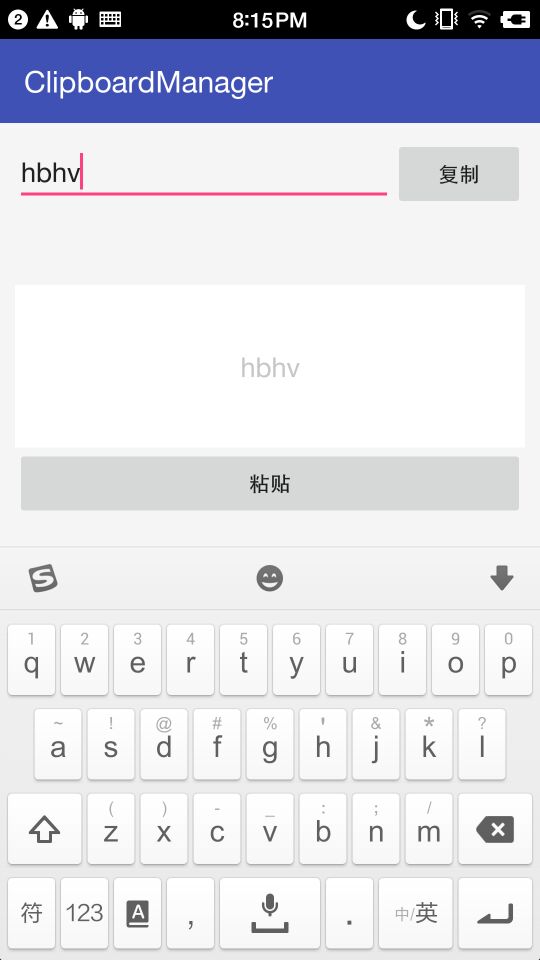 2 8:15PM
ClipboardManager
hbhv 复制
hbhv
粘贴
S
1 2 3 4 5 6 7 8 9 0
q w e r t y u i o p
~ ! @ # % ' & * ?
a s d f g h j k l
( ) - _ : ; /
z x c v b n m
符 123 A , . 中/英